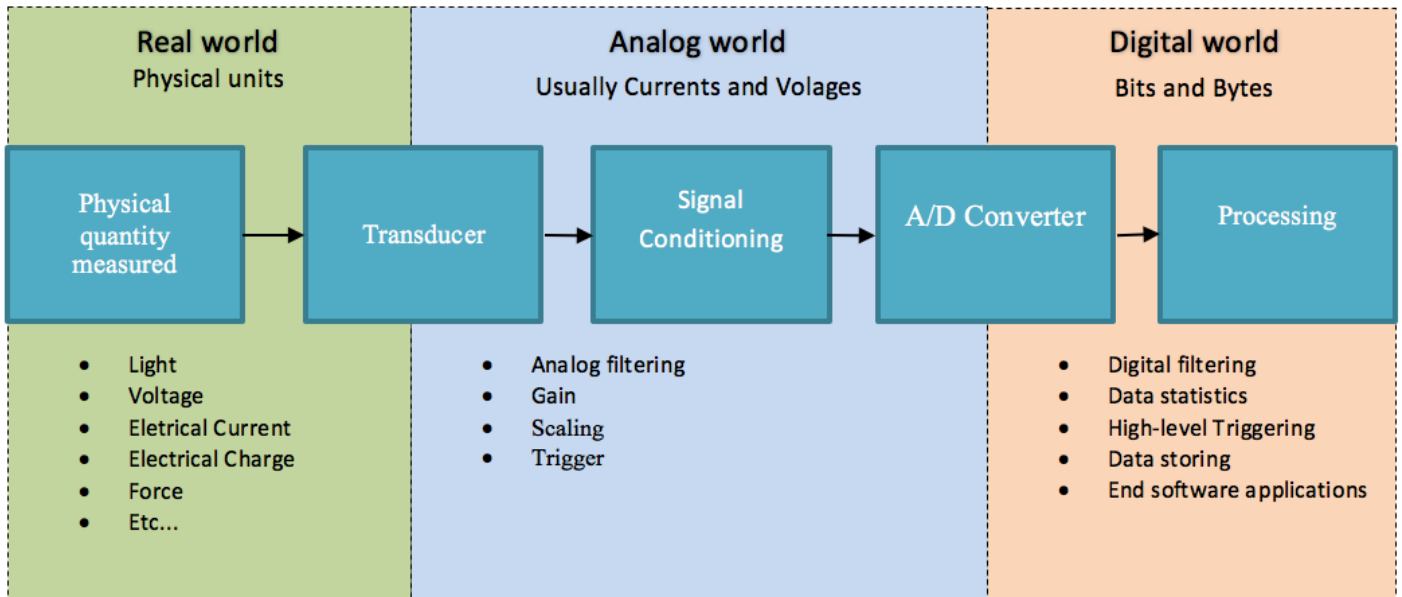 Real world
Physical units
Analog world
Usually Currents and Volages
Digital world
Bits and Bytes
Physical
quantity
measured
Transducer
Signal
Conditioning
A/D Converter
Processing
• Light
• Voltage
• Eletrical Current
• Electrical Charge
• Force
• Etc...
• Analog filtering
• Gain
• Scaling
• Trigger
• Digital filtering
• Data statistics
• High-level Triggering
• Data storing
• End software applications